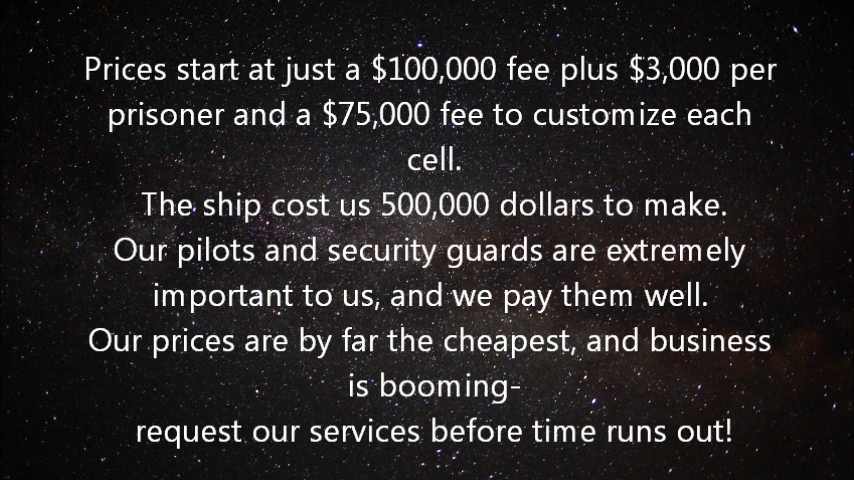 Prices start at just a $100,000 fee plus $3,000 per
prisoner and a $75,000 fee to customize each
cell.
The ship cost us 500,000 dollars to make.
Our pilots and security guards are extremely
important to us, and we pay them well.
Our prices are by far the cheapest, and business
is booming-
request our services before time runs out!